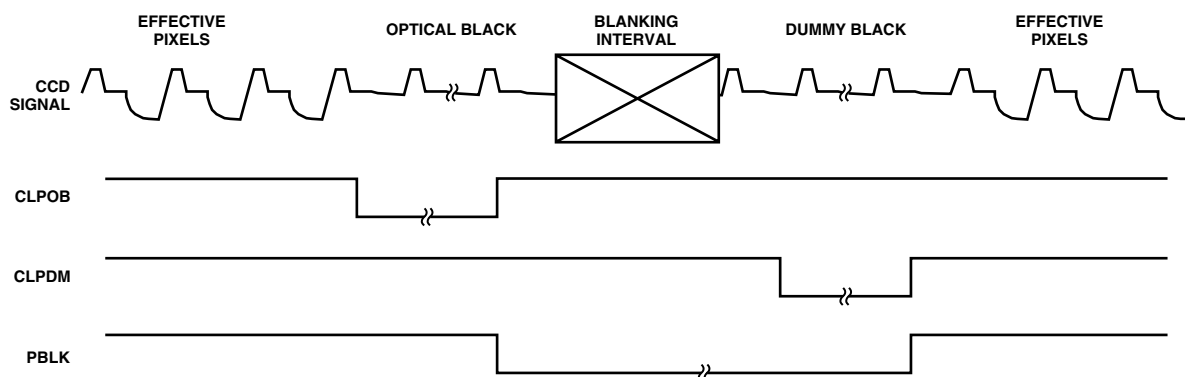 EFFECTIVE
PIXELS
OPTICAL BLACK
BLANKING
INTERVAL
DUMMY BLACK
EFFECTIVE
PIXELS
CCD
SIGNAL
CLPOB
CLPDM
PBLK